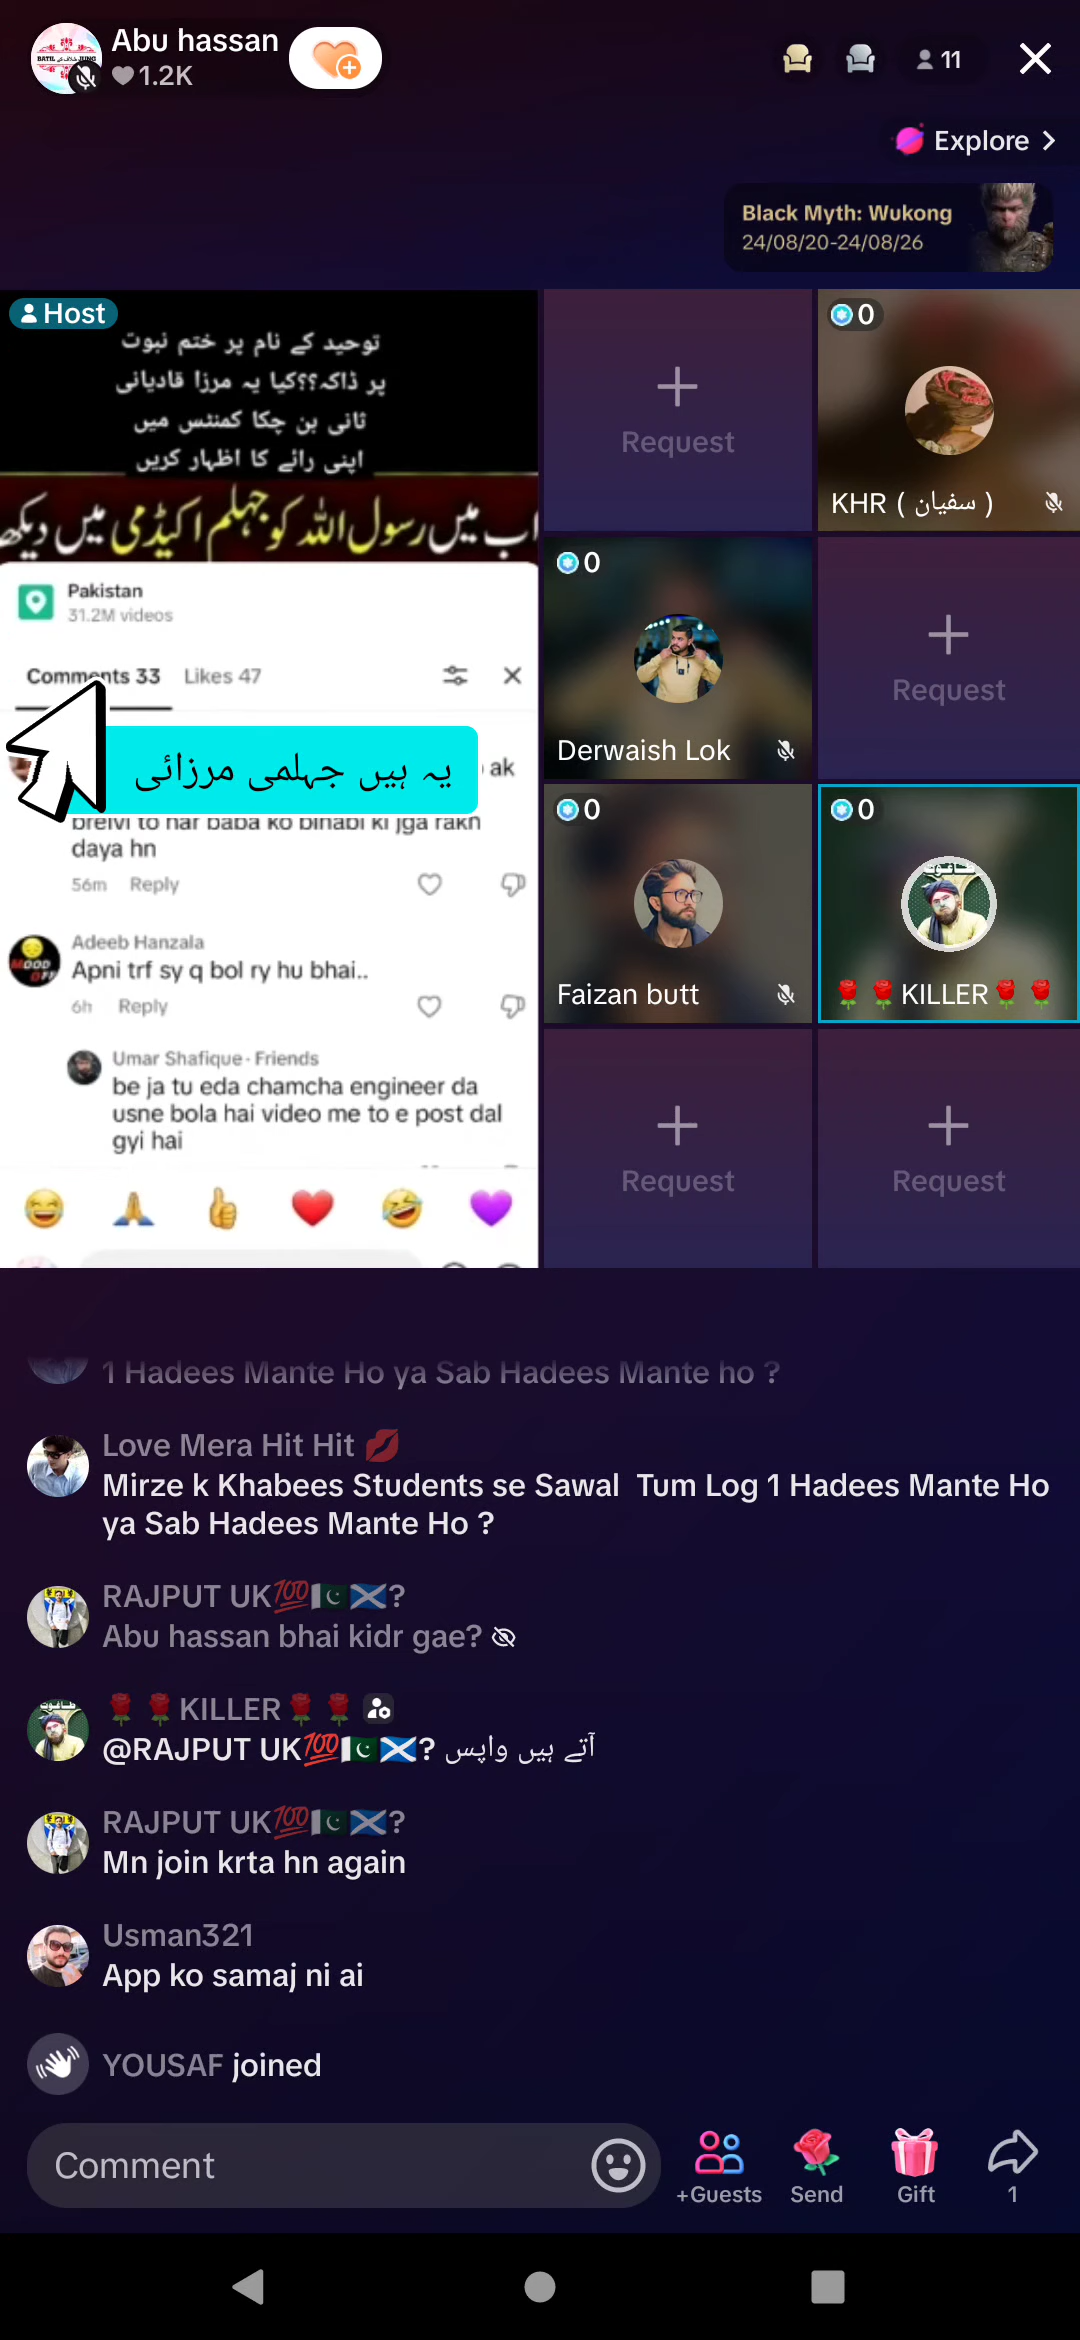 Abu hassan
1.2K
11
Explore
Black Myth: Wukong
24/08/20-24/08/26
Host
توحید کے نام پر ختم نبوت
پر ڈاکہ؟؟کیا یہ مرزا قادیانی
ثانی بن چکا کمنٹس میں
اپنی رائے کا اظہار کریں
اب میں رسول اللہ کو جہلم اکیڈمی میں دیکھ
Pakistan
31.2M videos
Comments 33 Likes 47
یہ ہیں جہلمی مرزائی
ak
brelvi to har baba ko bihabi ki jga rakh
daya hn
56m Reply
Adeeb Hanzala
Apni trf sy q bol ry hu bhai..
6h Reply
Umar Shafique · Friends
be ja tu eda chamcha engineer da
usne bola hai video me to e post dal
gyi hai
MOOD
OFF
Request
0
KHR ( سفیان )
0
Derwaish Lok
Request
0
Faizan butt
0
🌹🌹KILLER🌹🌹
Request
Request
1 Hadees Mante Ho ya Sab Hadees Mante ho ?
Love Mera Hit Hit 💋
Mirze k Khabees Students se Sawal Tum Log 1 Hadees Mante Ho
ya Sab Hadees Mante Ho ?
RAJPUT UK💯🇵🇰🏴󠁧󠁢󠁳󠁣󠁴󠁿?
Abu hassan bhai kidr gae?
🌹🌹KILLER🌹🌹
@RAJPUT UK💯🇵🇰🏴󠁧󠁢󠁳󠁣󠁴󠁿? آتے ہیں واپس
RAJPUT UK💯🇵🇰🏴󠁧󠁢󠁳󠁣󠁴󠁿?
Mn join krta hn again
Usman321
App ko samaj ni ai
YOUSAF joined
Comment
+Guests
Send
Gift
1